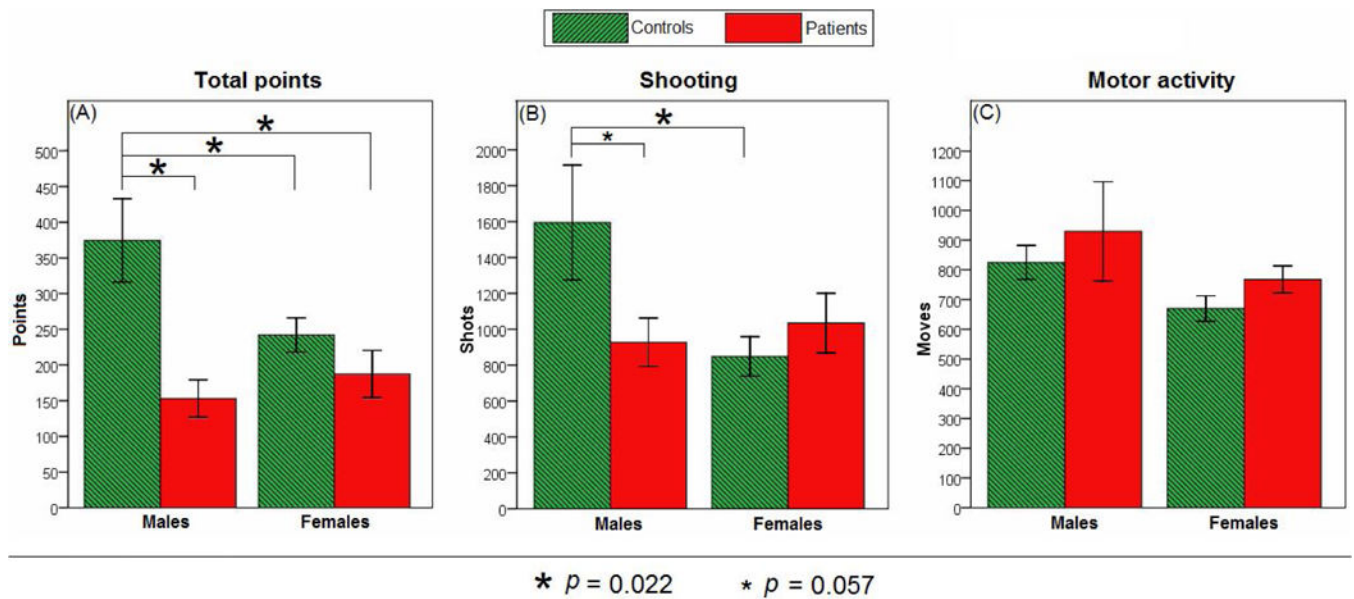 Controls Patients
Total points
Shooting
Motor activity
(A)
*
*
*
500
450
400
350
300
250
200
150
100
50
0
Points
Males Females
(B)
*
*
2000
1800
1600
1400
1200
1000
800
600
400
200
0
Shots
Males Females
(C)
1200
1100
1000
900
800
700
600
500
400
300
200
100
0
Moves
Males Females
* p = 0.022 * p = 0.057